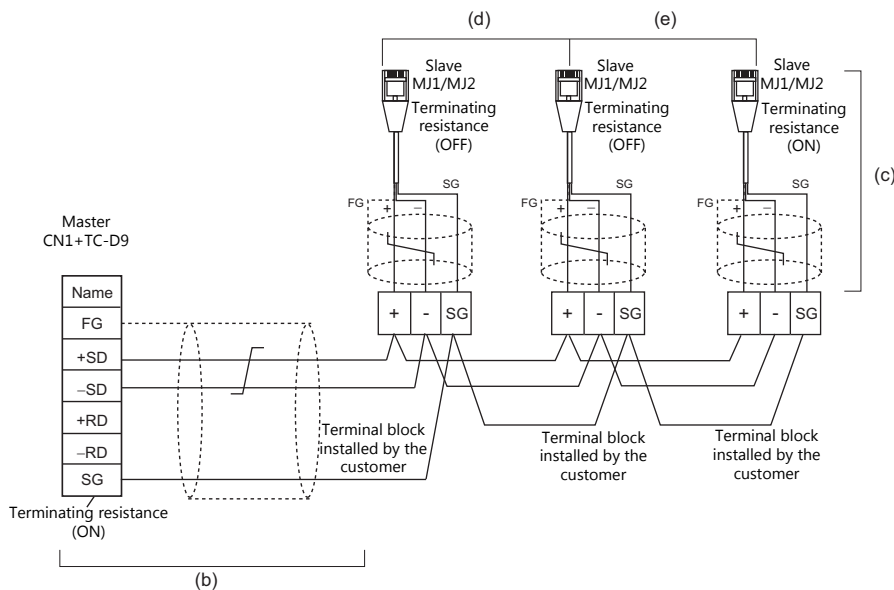 (d)
(e)
Slave
MJ1/MJ2
Terminating
resistance
(OFF)
Slave
MJ1/MJ2
Terminating
resistance
(OFF)
Slave
MJ1/MJ2
Terminating
resistance
(ON)
(c)
SG
FG
+
−
SG
FG
+
−
SG
FG
+
−
Master
CN1+TC-D9
Name
FG
+SD
−SD
+RD
−RD
SG
Terminating resistance
(ON)
+ - SG
+ - SG
+ - SG
Terminal block
installed by the
customer
Terminal block
installed by the
customer
Terminal block
installed by the
customer
(b)